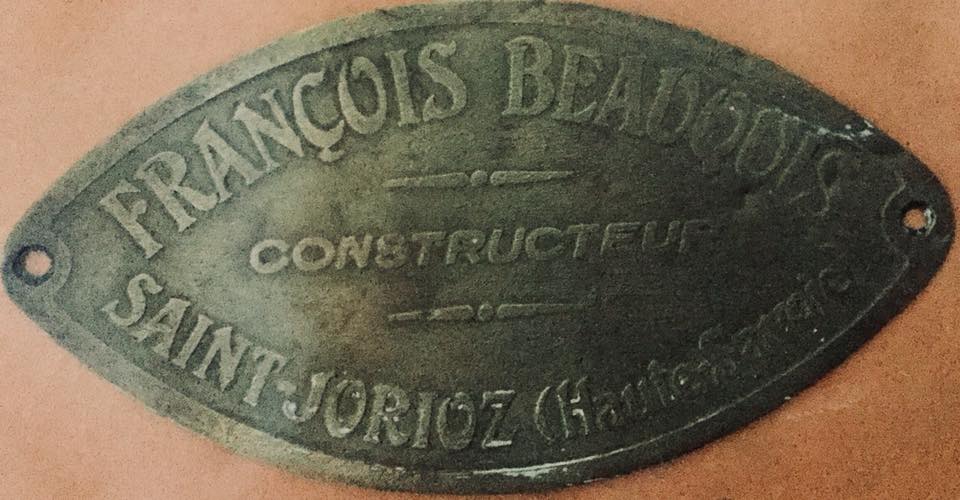 FRANÇOIS BEAUQUIS
CONSTRUCTEUR
SAINT-JORIOZ (Haute-Savoie)